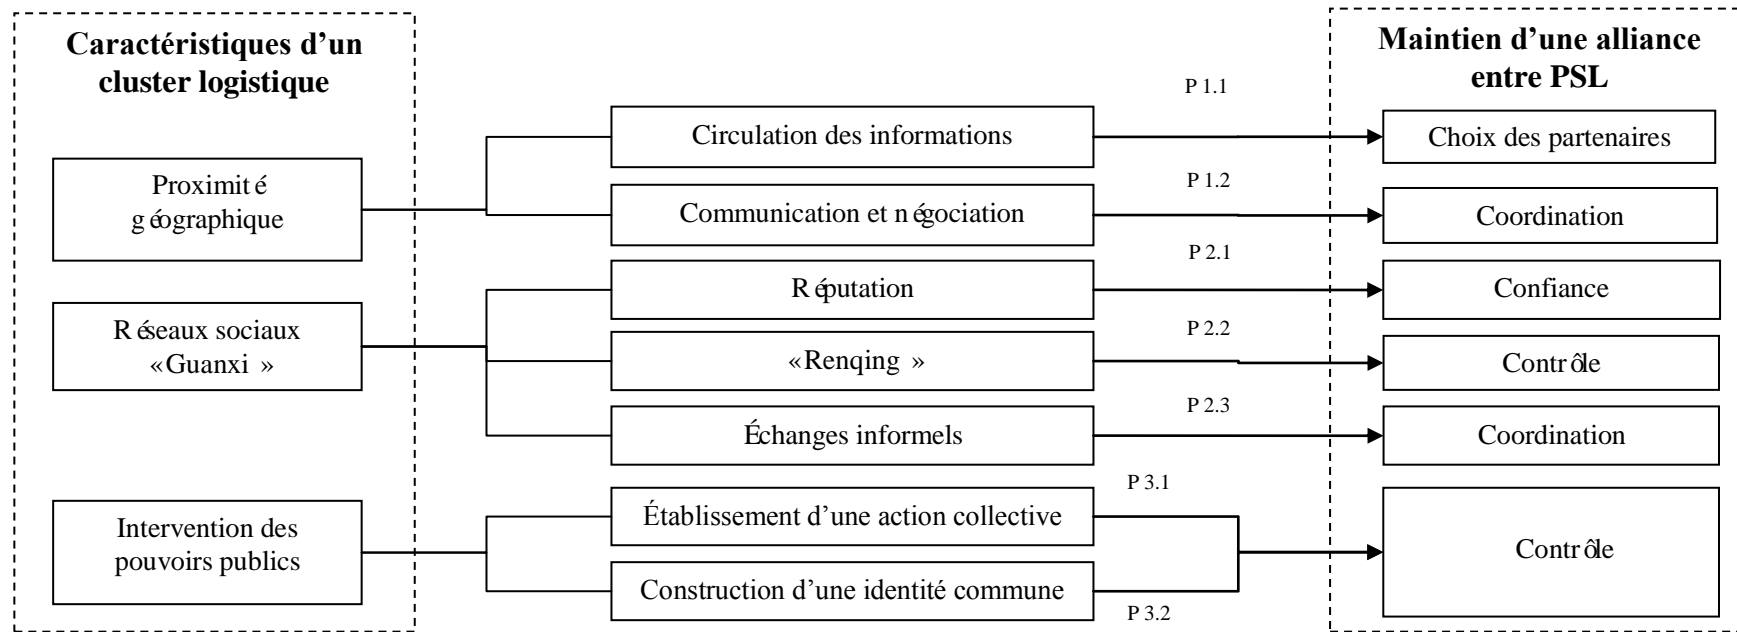 Caractéristiques d’un
cluster logistique
Maintien d’une alliance
entre PSL
P 1.1
Circulation des informations
Choix des partenaires
Proximité
géographique
P 1.2
Communication et négociation
Coordination
P 2.1
Réputation
Confiance
Réseaux sociaux
«Guanxi »
P 2.2
«Renqing »
Contrôle
P 2.3
Échanges informels
Coordination
P 3.1
Intervention des
pouvoirs publics
Établissement d’une action collective
Contrôle
Construction d’une identité commune
P 3.2